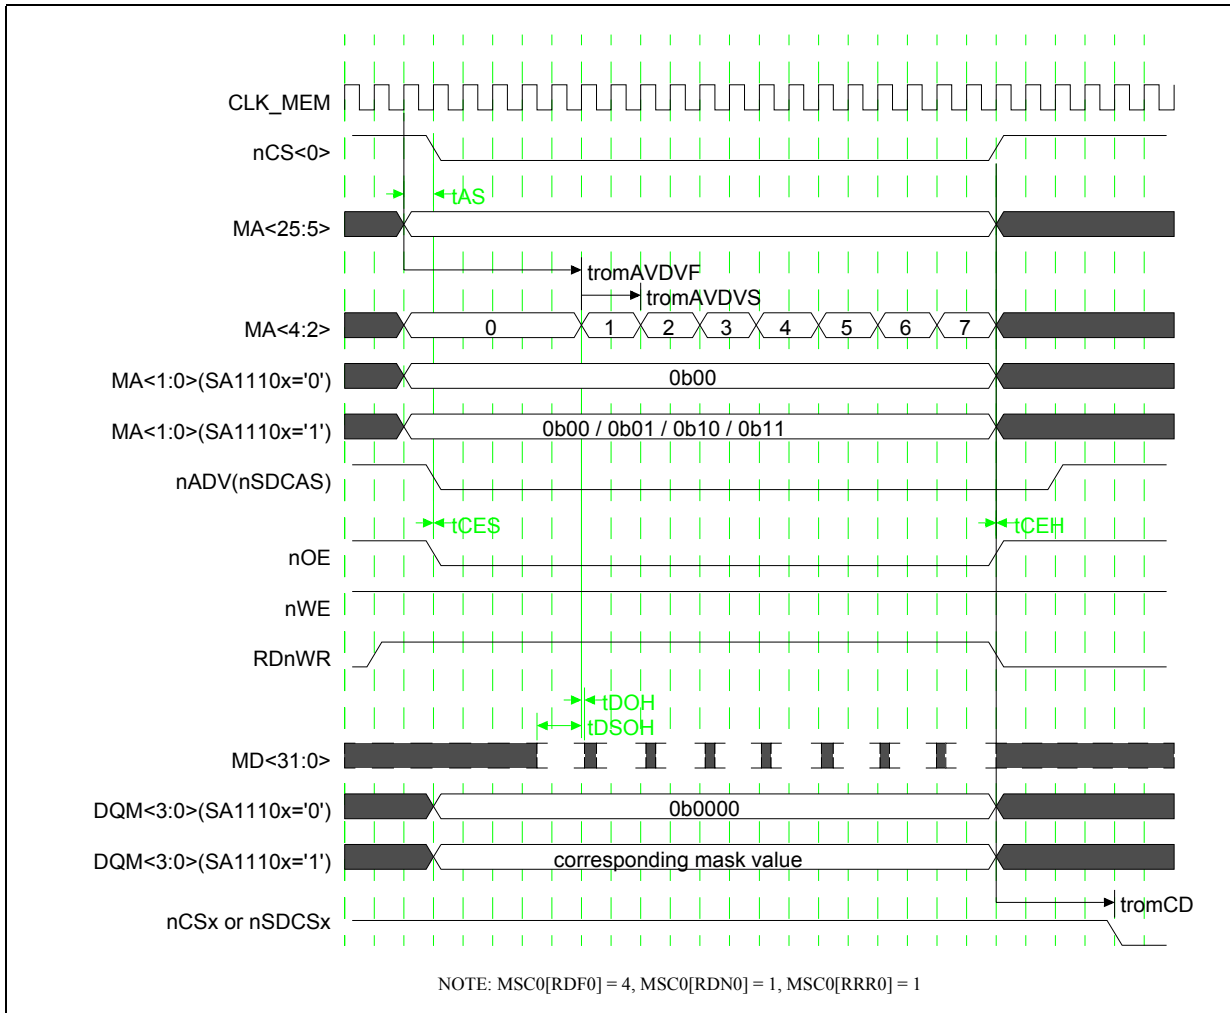 CLK_MEM
nCS<0>
tAS
MA<25:5>
tromAVDVF
tromAVDVS
MA<4:2>
0 1 2 3 4 5 6 7
MA<1:0>(SA1110x='0')
0b00
MA<1:0>(SA1110x='1')
0b00 / 0b01 / 0b10 / 0b11
nADV(nSDCAS)
tCES tCEH
nOE
nWE
RDnWR
tDOH
tDSOH
MD<31:0>
DQM<3:0>(SA1110x='0')
0b0000
DQM<3:0>(SA1110x='1')
corresponding mask value
tromCD
nCSx or nSDCSx
NOTE: MSC0[RDF0] = 4, MSC0[RDN0] = 1, MSC0[RRR0] = 1